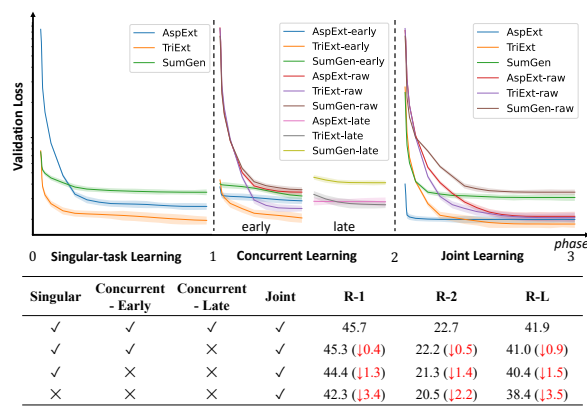 Validation Loss
AspExt
TriExt
SumGen
AspExt-early
TriExt-early
SumGen-early
AspExt-raw
TriExt-raw
SumGen-raw
AspExt-late
TriExt-late
SumGen-late
AspExt
TriExt
SumGen
AspExt-raw
TriExt-raw
SumGen-raw
early late
phase
0 Singular-task Learning 1 Concurrent Learning 2 Joint Learning 3
Singular Concurrent - Early Concurrent - Late Joint R-1 R-2 R-L
✓ ✓ ✓ ✓ 45.7 22.7 41.9
✓ ✓ × ✓ 45.3 (↓0.4) 22.2 (↓0.5) 41.0 (↓0.9)
✓ × × ✓ 44.4 (↓1.3) 21.3 (↓1.4) 40.4 (↓1.5)
× × × ✓ 42.3 (↓3.4) 20.5 (↓2.2) 38.4 (↓3.5)